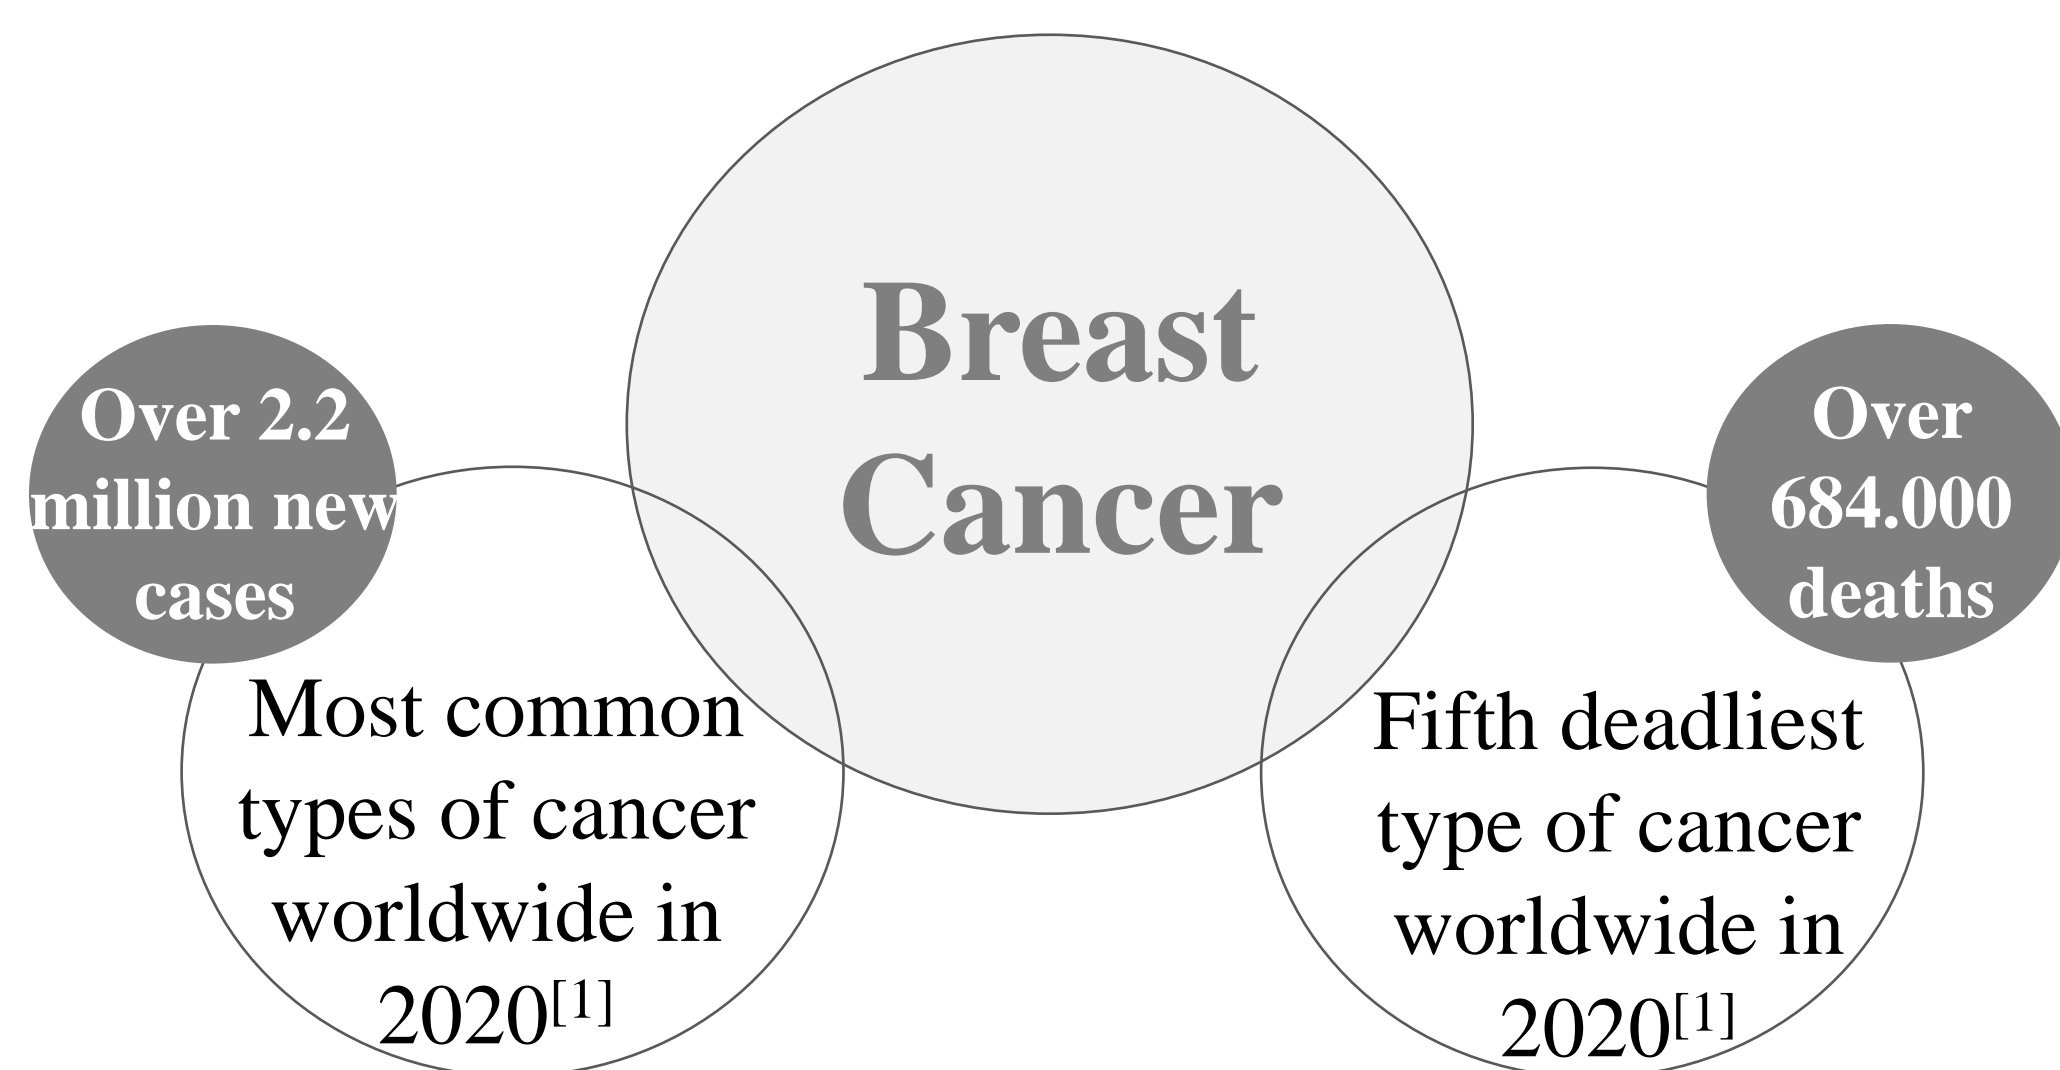 Breast
Cancer
Over 2.2
million new
cases
Most common
types of cancer
worldwide in
2020[1]
Over
684.000
deaths
Fifth deadliest
type of cancer
worldwide in
2020[1]